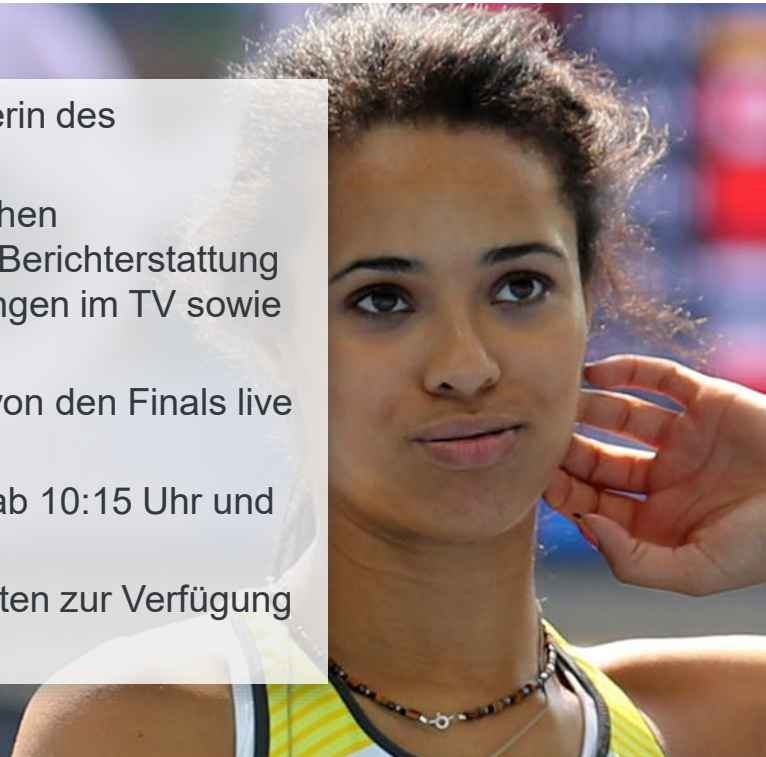 erin des
hen
Berichterstattung
ngen im TV sowie
von den Finals live
ab 10:15 Uhr und
ten zur Verfügung